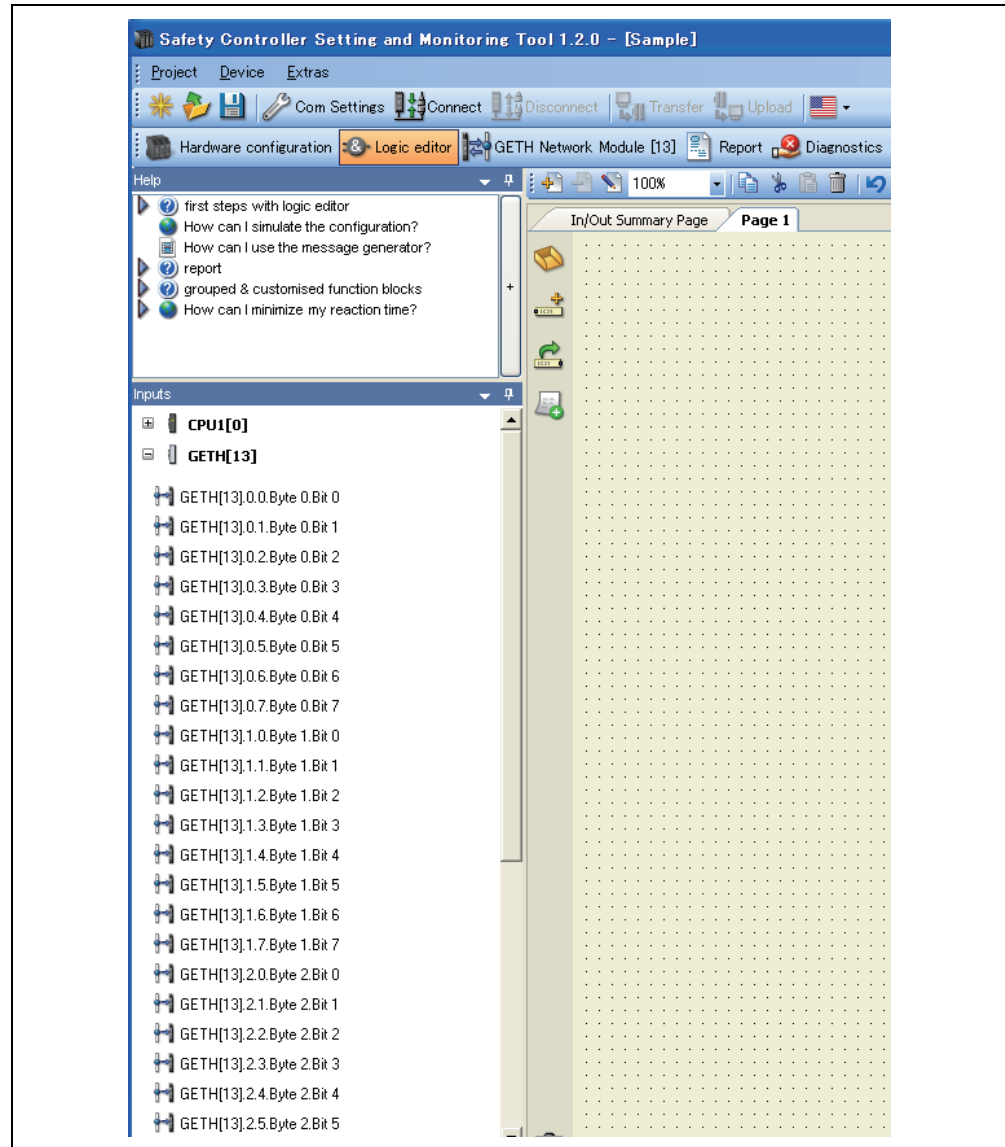 Safety Controller Setting and Monitoring Tool 1.2.0 - [Sample]
Project Device Extras
Com Settings Connect Disconnect Transfer Upload
Hardware configuration & Logic editor GETH Network Module [13] Report Diagnostics
Help
100%
first steps with logic editor
How can I simulate the configuration?
How can I use the message generator?
report
grouped & customised function blocks
How can I minimize my reaction time?
In/Out Summary Page Page 1
Inputs
CPU1[0]
GETH[13]
GETH[13].0.0.Byte 0.Bit 0
GETH[13].0.1.Byte 0.Bit 1
GETH[13].0.2.Byte 0.Bit 2
GETH[13].0.3.Byte 0.Bit 3
GETH[13].0.4.Byte 0.Bit 4
GETH[13].0.5.Byte 0.Bit 5
GETH[13].0.6.Byte 0.Bit 6
GETH[13].0.7.Byte 0.Bit 7
GETH[13].1.0.Byte 1.Bit 0
GETH[13].1.1.Byte 1.Bit 1
GETH[13].1.2.Byte 1.Bit 2
GETH[13].1.3.Byte 1.Bit 3
GETH[13].1.4.Byte 1.Bit 4
GETH[13].1.5.Byte 1.Bit 5
GETH[13].1.6.Byte 1.Bit 6
GETH[13].1.7.Byte 1.Bit 7
GETH[13].2.0.Byte 2.Bit 0
GETH[13].2.1.Byte 2.Bit 1
GETH[13].2.2.Byte 2.Bit 2
GETH[13].2.3.Byte 2.Bit 3
GETH[13].2.4.Byte 2.Bit 4
GETH[13].2.5.Byte 2.Bit 5